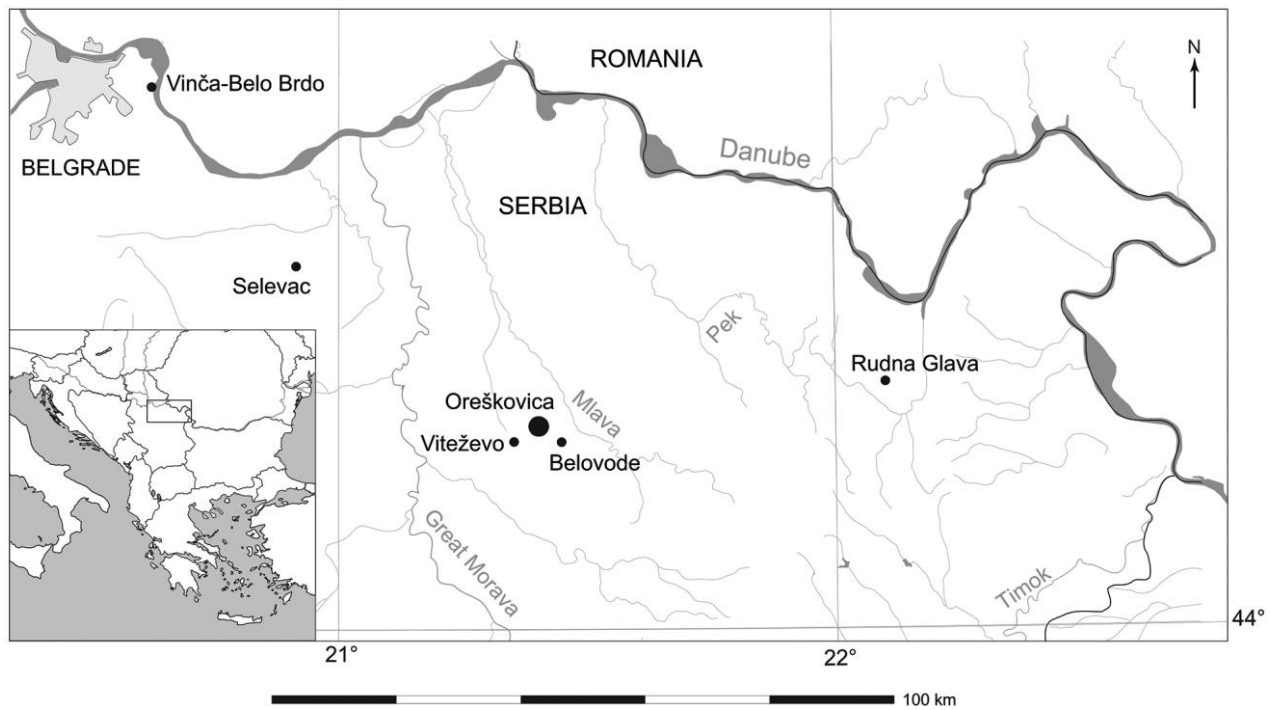 ROMANIA
N
Vinča-Belo Brdo
BELGRADE
Danube
SERBIA
Selevac
Pek
Rudna Glava
Oreškovica
Mlava
Viteževo
Belovode
Great Morava
Timok
44°
21°
22°
100 km